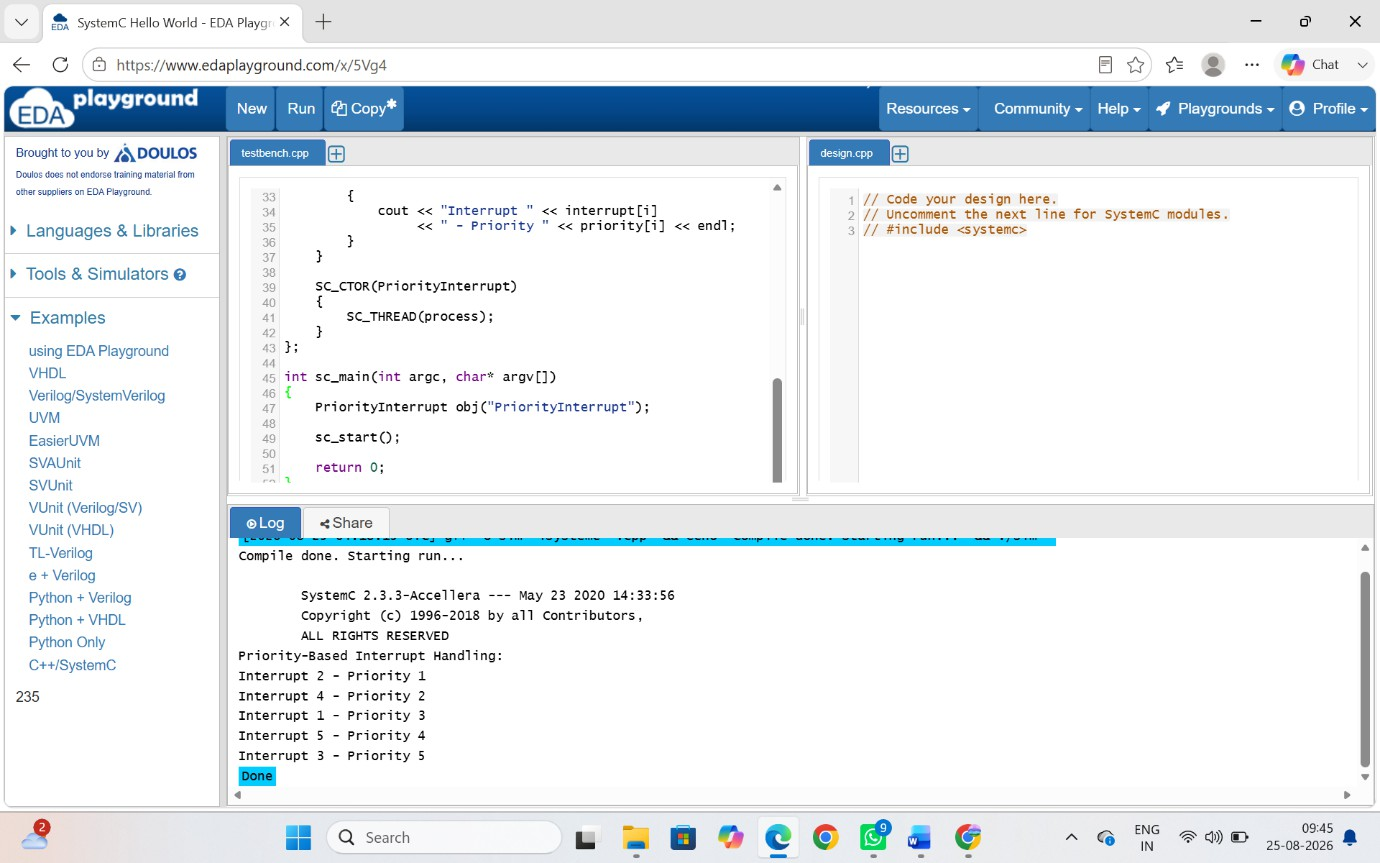 SystemC Hello World - EDA Playgr
https://www.edaplayground.com/x/5Vg4
Chat
EDA playground
New
Run
Copy*
Resources
Community
Help
Playgrounds
Profile
Brought to you by DOULOS
Doulos does not endorse training material from
other suppliers on EDA Playground.
Languages & Libraries
Tools & Simulators
Examples
using EDA Playground
VHDL
Verilog/SystemVerilog
UVM
EasierUVM
SVAUnit
SVUnit
VUnit (Verilog/SV)
VUnit (VHDL)
TL-Verilog
e + Verilog
Python + Verilog
Python + VHDL
Python Only
C++/SystemC
235
testbench.cpp
33 {
34 cout << "Interrupt " << interrupt[i]
35 << " - Priority " << priority[i] << endl;
36 }
37 }
38
39 SC_CTOR(PriorityInterrupt)
40 {
41 SC_THREAD(process);
42 }
43 };
44
45 int sc_main(int argc, char* argv[])
46 {
47 PriorityInterrupt obj("PriorityInterrupt");
48
49 sc_start();
50
51 return 0;
design.cpp
1 // Code your design here.
2 // Uncomment the next line for SystemC modules.
3 // #include <systemc>
Log
Share
Compile done. Starting run...
SystemC 2.3.3-Accellera --- May 23 2020 14:33:56
Copyright (c) 1996-2018 by all Contributors,
ALL RIGHTS RESERVED
Priority-Based Interrupt Handling:
Interrupt 2 - Priority 1
Interrupt 4 - Priority 2
Interrupt 1 - Priority 3
Interrupt 5 - Priority 4
Interrupt 3 - Priority 5
Done
2
Search
9
ENG
IN
09:45
25-08-2026